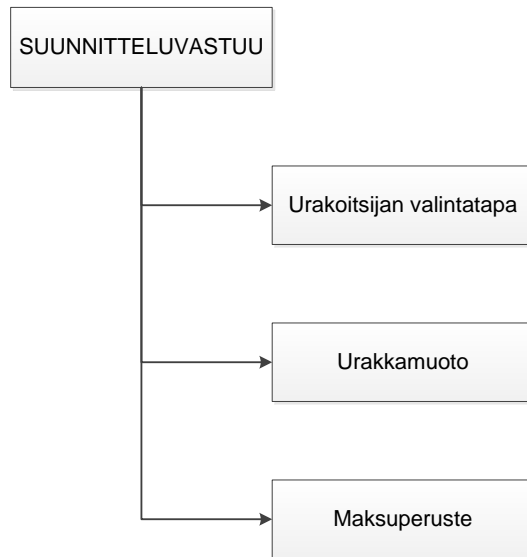 SUUNNITTELUVASTUU
Urakoitsijan valintatapa
Urakkamuoto
Maksuperuste